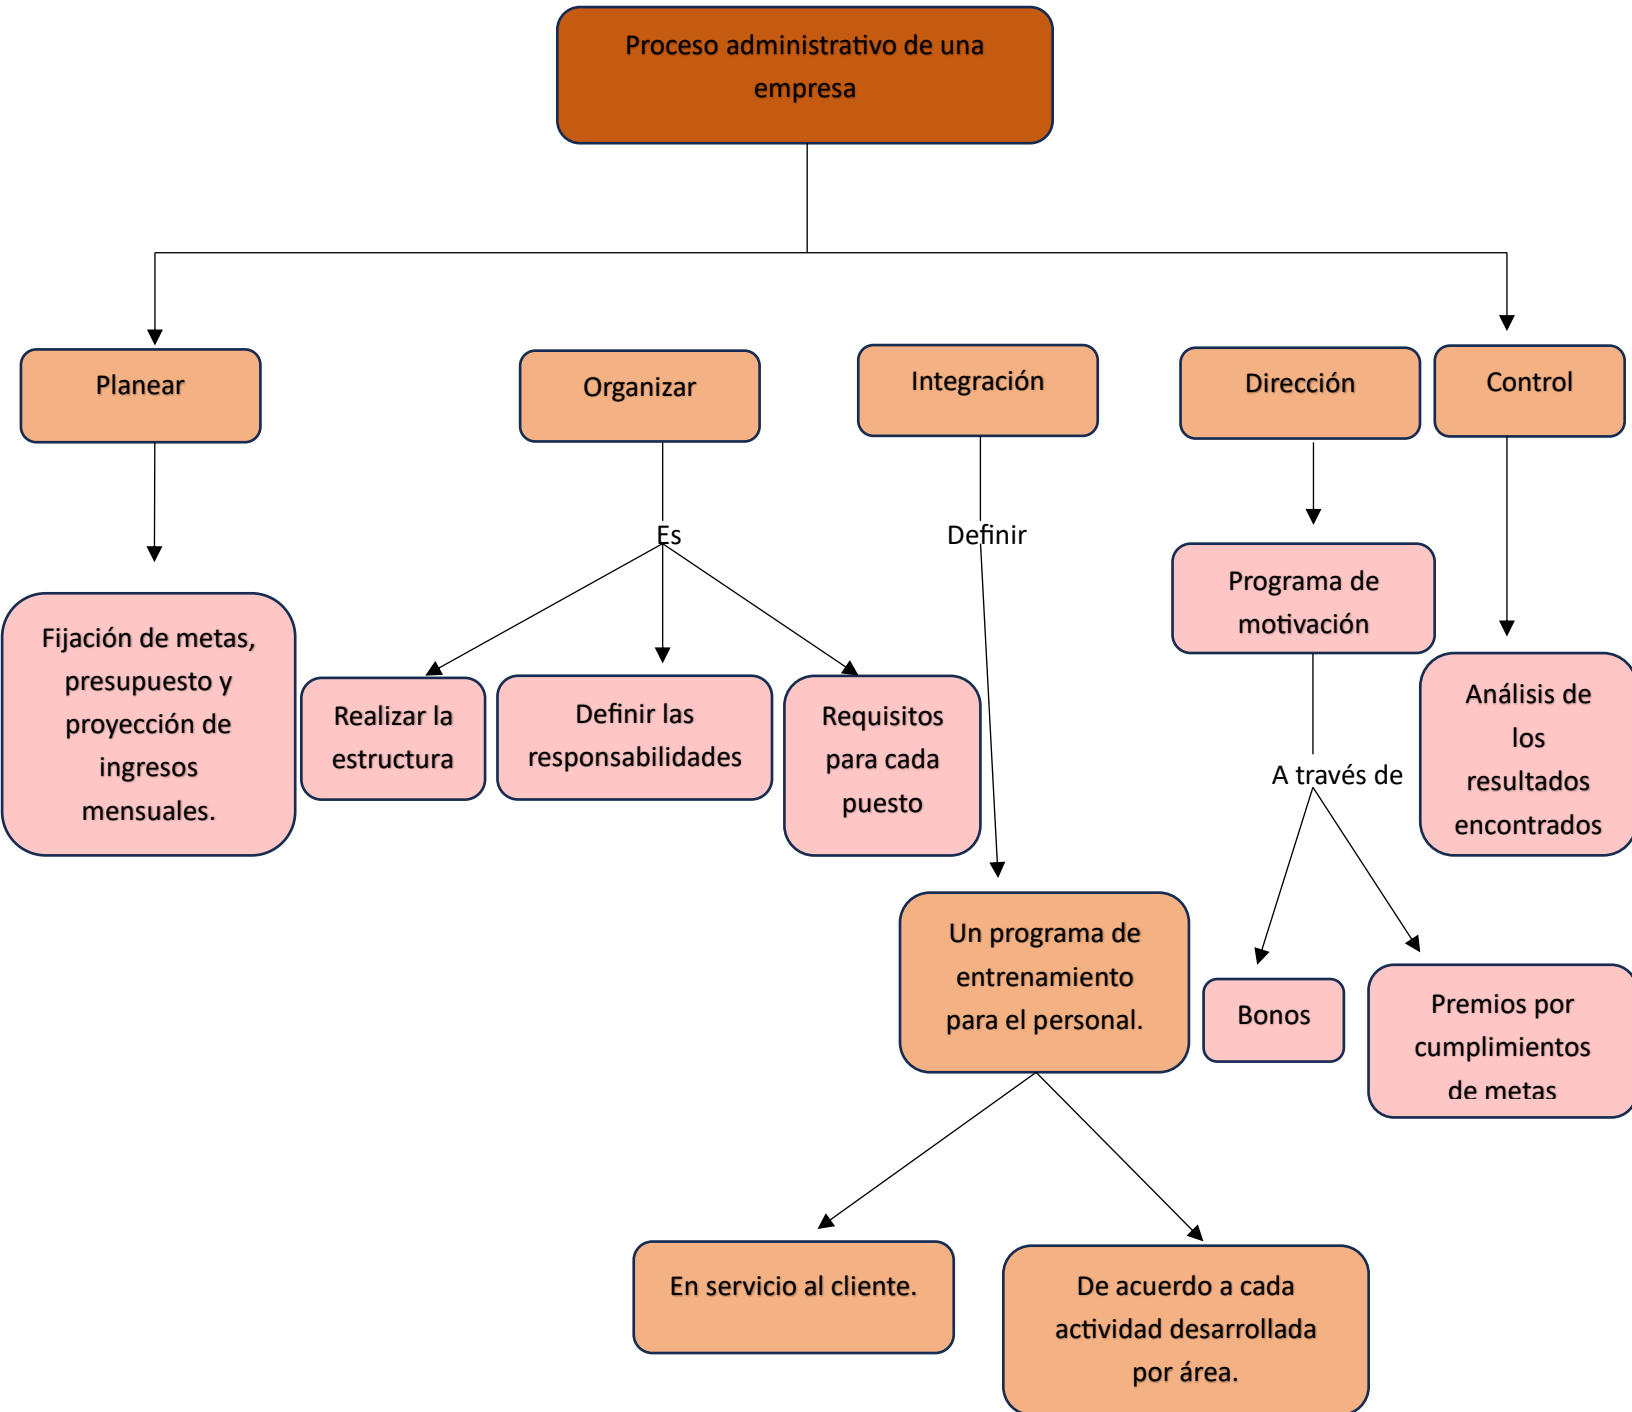 Proceso administrativo de una
empresa
Planear
Organizar
Integración
Dirección
Control
Es
Definir
Fijación de metas,
presupuesto y
proyección de
ingresos
mensuales.
Realizar la
estructura
Definir las
responsabilidades
Requisitos
para cada
puesto
Programa de
motivación
A través de
Análisis de
los
resultados
encontrados
Un programa de
entrenamiento
para el personal.
Bonos
Premios por
cumplimientos
de metas
En servicio al cliente.
De acuerdo a cada
actividad desarrollada
por área.